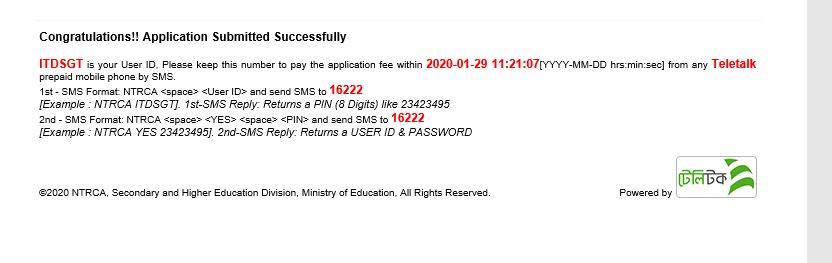 Congratulations!! Application Submitted Successfully
ITDSGT is your User ID, Please keep this number to pay the application fee within 2020-01-29 11:21:07[YYYY-MM-DD hrs:min:sec] from any Teletalk
prepaid mobile phone by SMS.
1st - SMS Format: NTRCA <space> <User ID> and send SMS to 16222
[Example : NTRCA ITDSGT]. 1st-SMS Reply: Returns a PIN (8 Digits) like 23423495
2nd - SMS Format: NTRCA <space> <YES> <space> <PIN> and send SMS to 16222
[Example : NTRCA YES 23423495]. 2nd-SMS Reply: Returns a USER ID & PASSWORD
©2020 NTRCA, Secondary and Higher Education Division, Ministry of Education, All Rights Reserved.
Powered by টেলিটক